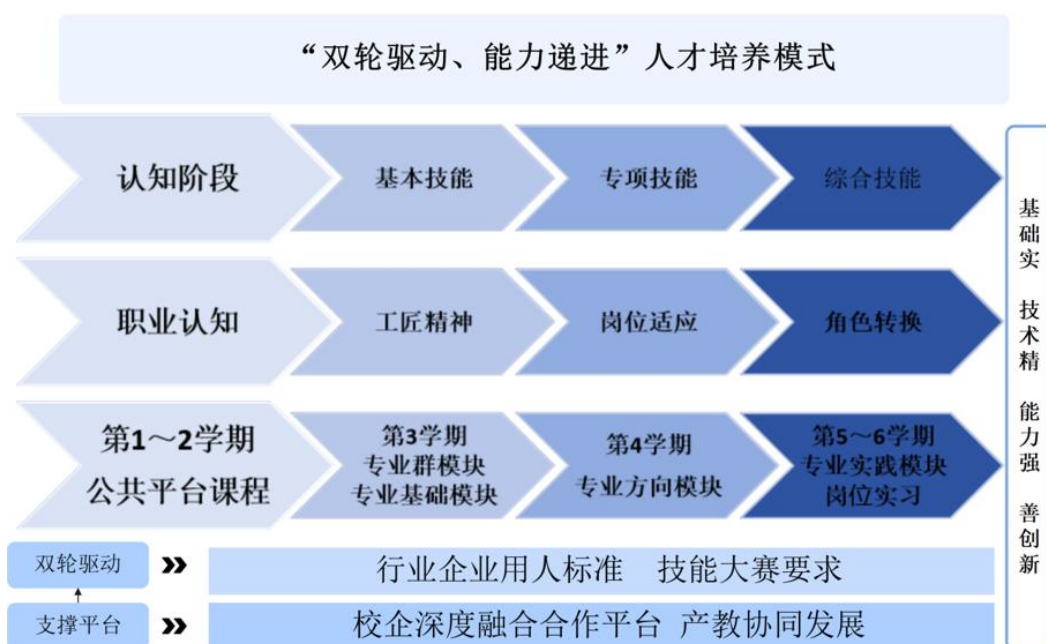 “双轮驱动、能力递进”人才培养模式
认知阶段
基本技能
专项技能
综合技能
职业认知
工匠精神
岗位适应
角色转换
第1～2学期
公共平台课程
第3学期
专业群模块
专业基础模块
第4学期
专业方向模块
第5～6学期
专业实践模块
岗位实习
基础实 技术精 能力强 善创新
双轮驱动
行业企业用人标准 技能大赛要求
支撑平台
校企深度融合合作平台 产教协同发展